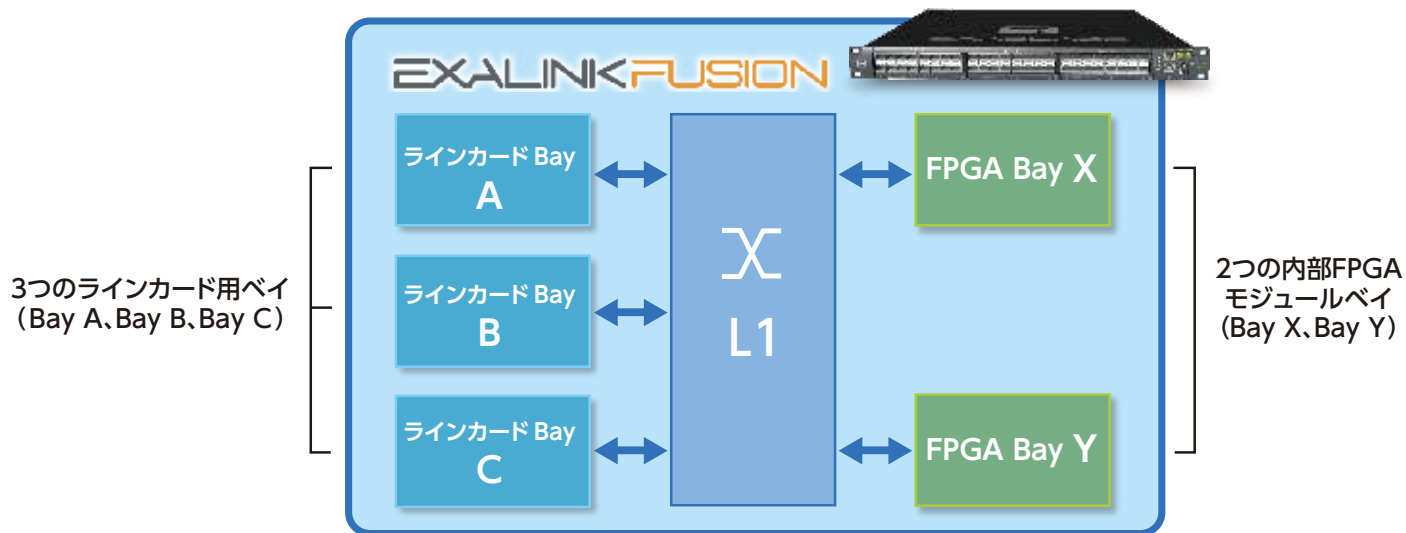 EXALINKFUSION
3つのラインカード用ベイ
（Bay A、Bay B、Bay C）
ラインカード Bay
A
ラインカード Bay
B
ラインカード Bay
C
L1
FPGA Bay X
FPGA Bay Y
2つの内部FPGA
モジュールベイ
（Bay X、Bay Y）